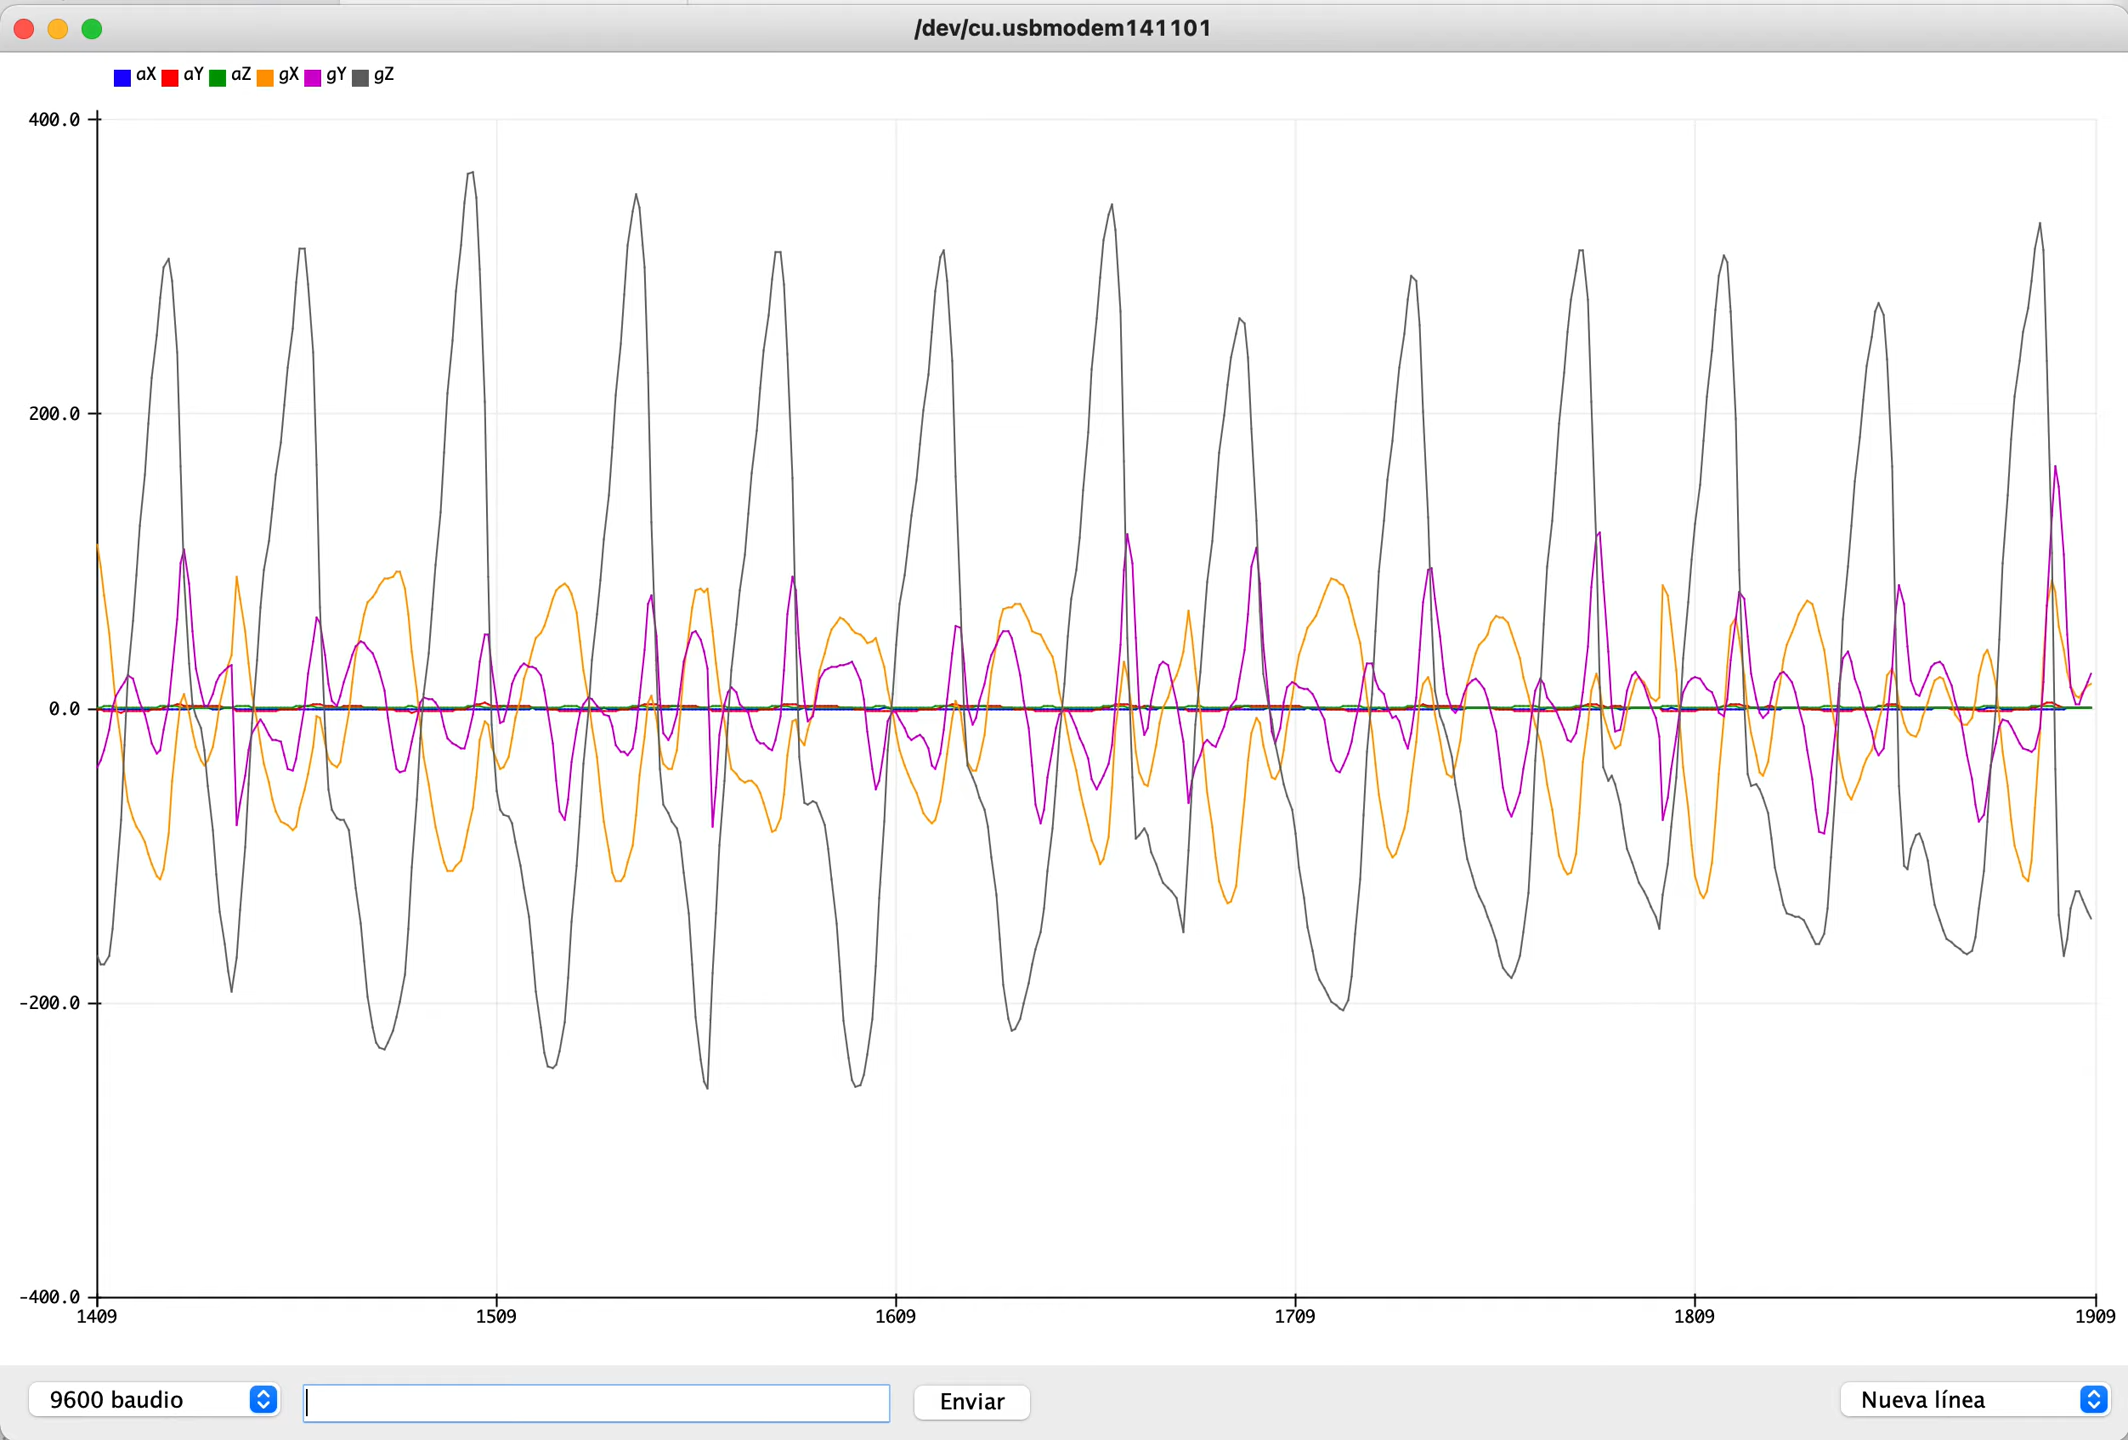 /dev/cu.usbmodem141101
aX aY aZ gX gY gZ
400.0
200.0
0.0
-200.0
-400.0
1409 1509 1609 1709 1809 1909
9600 baudio Enviar Nueva línea